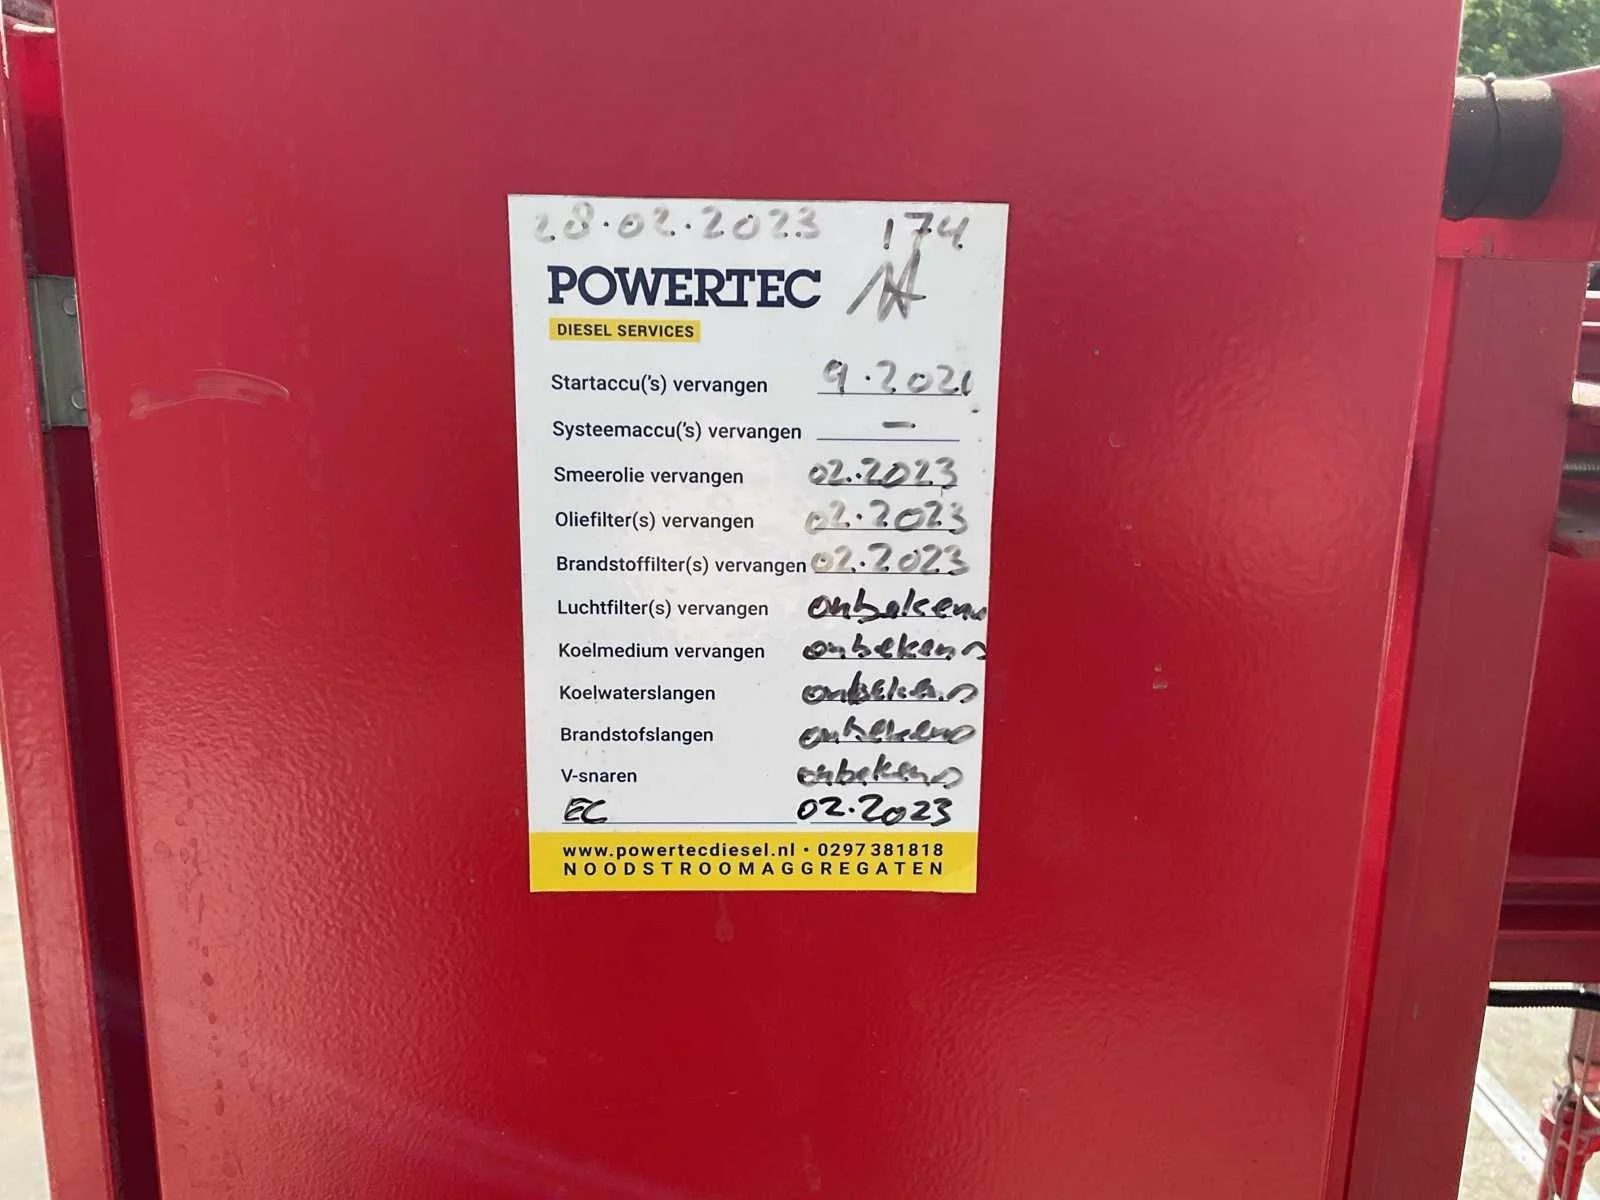 28.02.2023 174
POWERTEC
DIESEL SERVICES
Startaccu('s) vervangen 9.2021
Systeemaccu('s) vervangen –
Smeerolie vervangen 02.2023
Oliefilter(s) vervangen 02.2023
Brandstoffilter(s) vervangen 02.2023
Luchtfilter(s) vervangen onbekend
Koelmedium vervangen onbekend
Koelwaterslangen onbekend
Brandstofslangen onbekend
V-snaren onbekend
EC 02.2023
www.powertecdiesel.nl • 0297381818
NOODSTROOMAGGREGATEN